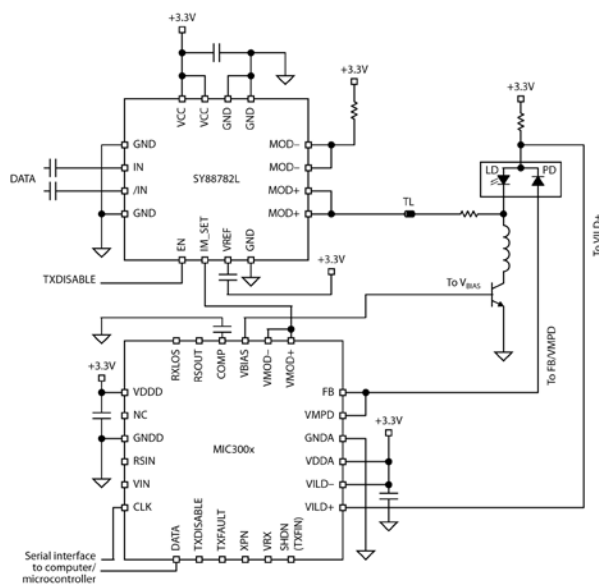 +3.3V
+3.3V
+3.3V
VCC
VCC
GND
GND
GND
MOD–
IN
MOD–
DATA
SY88782L
/IN
MOD+
GND
MOD+
EN
IM_SET
VREF
GND
LD
PD
TL
TXDISABLE
+3.3V
To VBIAS
To VILD+
To FB/VMPD
RXLOS
RSOUT
COMP
VBIAS
VMOD–
VMOD+
+3.3V
VDDD
FB
NC
VMPD
GNDD
GNDA
+3.3V
RSIN
MIC300x
VDDA
VIN
VILD–
CLK
VILD+
DATA
TXDISABLE
TXFAULT
XPN
VRX
SHDN
(TXFIN)
Serial interface
to computer/
microcontroller